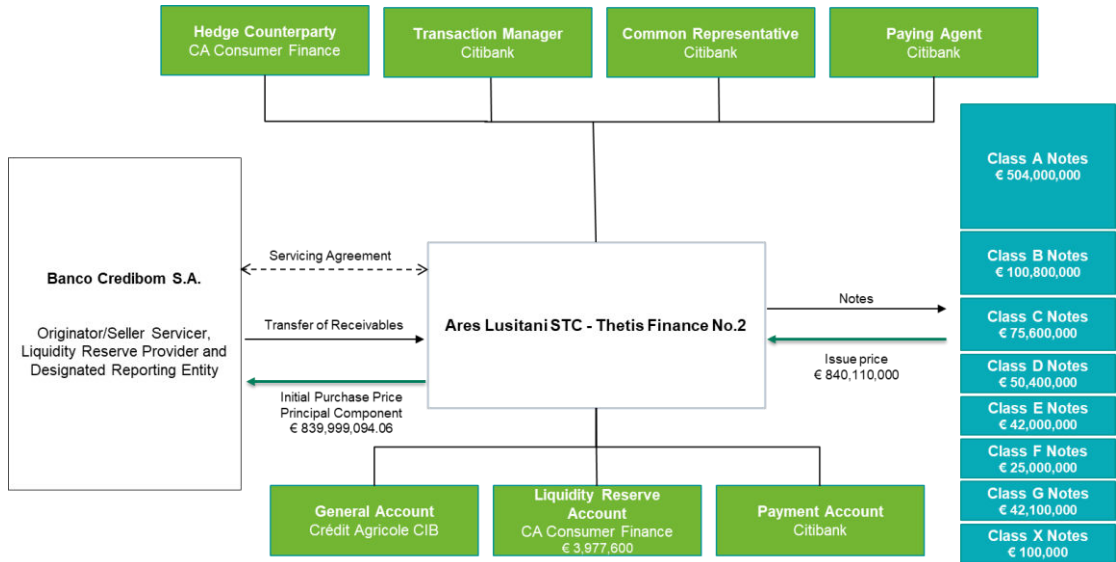 Hedge Counterparty
CA Consumer Finance
Transaction Manager
Citibank
Common Representative
Citibank
Paying Agent
Citibank
Banco Credibom S.A.
Originator/Seller Servicer,
Liquidity Reserve Provider and
Designated Reporting Entity
Servicing Agreement
Transfer of Receivables
Initial Purchase Price
Principal Component
€ 839,999,094.06
Ares Lusitani STC - Thetis Finance No.2
Notes
Issue price
€ 840,110,000
Class A Notes
€ 504,000,000
Class B Notes
€ 100,800,000
Class C Notes
€ 75,600,000
Class D Notes
€ 50,400,000
Class E Notes
€ 42,000,000
Class F Notes
€ 25,000,000
Class G Notes
€ 42,100,000
Class X Notes
€ 100,000
General Account
Crédit Agricole CIB
Liquidity Reserve
Account
CA Consumer Finance
€ 3,977,600
Payment Account
Citibank